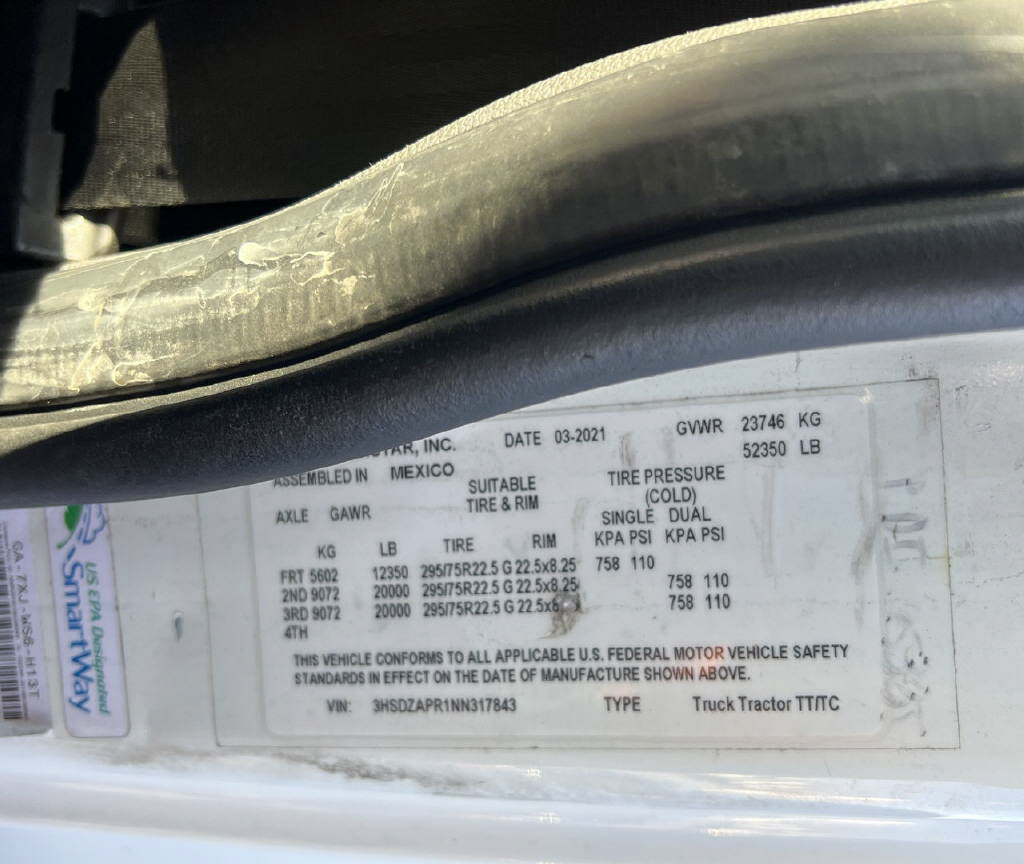 INC. DATE 03-2021 GVWR 23746 KG
52350 LB
ASSEMBLED IN MEXICO
SUITABLE
TIRE & RIM
TIRE PRESSURE
(COLD)
AXLE GAWR
SINGLE DUAL
KG LB TIRE RIM KPA PSI KPA PSI
FRT 5602 12350 295/75R22.5 G 22.5x8.25 758 110
2ND 9072 20000 295/75R22.5 G 22.5x8.25 758 110
3RD 9072 20000 295/75R22.5 G 758 110
4TH
THIS VEHICLE CONFORMS TO ALL APPLICABLE U.S. FEDERAL MOTOR VEHICLE SAFETY
STANDARDS IN EFFECT ON THE DATE OF MANUFACTURE SHOWN ABOVE.
VIN: 3HSDZAPR1NN317843 TYPE Truck Tractor TT/TC
US EPA Designated
SmartWay